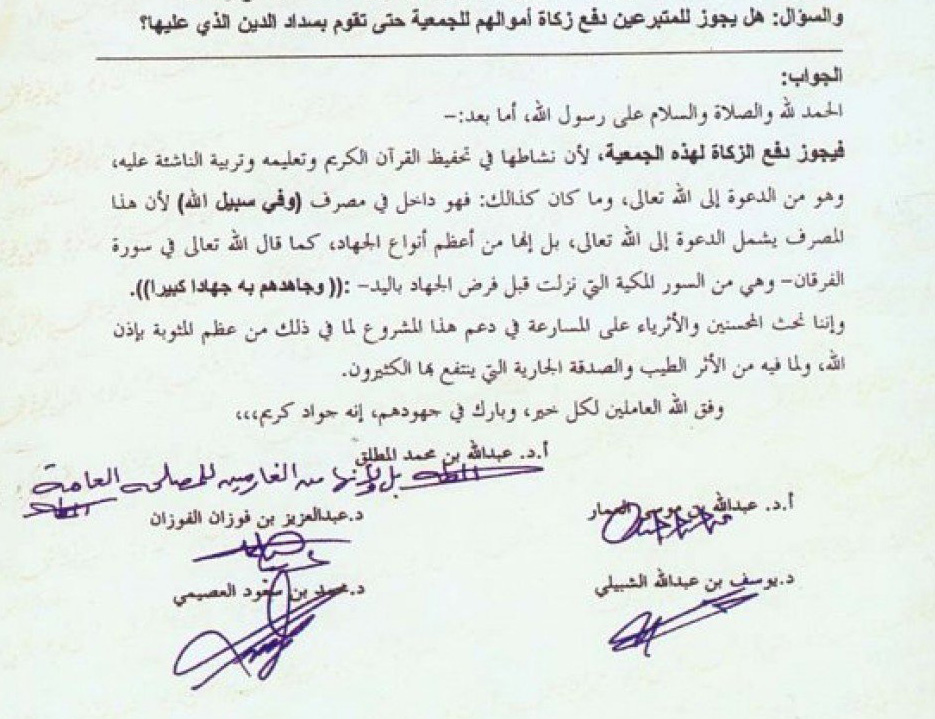 والسؤال: هل يجوز للمتبرعين دفع زكاة أموالهم للجمعية حتى تقوم بسداد الدين الذي عليها؟
الجواب:
الحمد لله والصلاة والسلام على رسول الله، أما بعد:–
فيجوز دفع الزكاة لهذه الجمعية، لأن نشاطها في تحفيظ القرآن الكريم وتعليمه وتربية الناشئة عليه،
وهو من الدعوة إلى الله تعالى، وما كان كذالك: فهو داخل في مصرف (وفي سبيل الله) لأن هذا
المصرف يشمل الدعوة إلى الله تعالى، بل إنها من أعظم أنواع الجهاد، كما قال الله تعالى في سورة
الفرقان– وهي من السور المكية التي نزلت قبل فرض الجهاد باليد– :(( وجاهدهم به جهادا كبيرا)).
وإننا نحث المحسنين والأثرياء على المسارعة في دعم هذا المشروع لما في ذلك من عظم المثوبة بإذن
الله، ولما فيه من الأثر الطيب والصدقة الجارية التي ينتفع بها الكثيرون.
وفق الله العاملين لكل خير، وبارك في جهودهم، إنه جواد كريم،،،
أ.د. عبدالله بن محمد المطلق
بل ولأنها من الغارمين للمصلحة العامة
أ.د. عبدالله بن موسى العمار
د.عبدالعزيز بن فوزان الفوزان
د.يوسف بن عبدالله الشبيلي
د.محمد بن سعود العصيمي